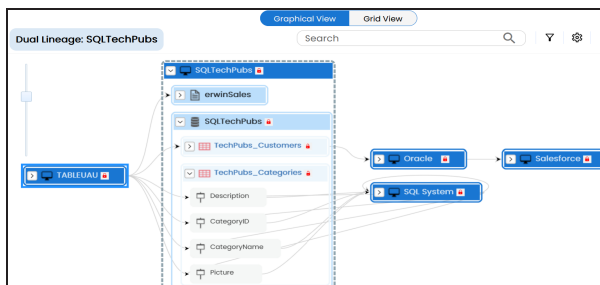 Graphical View
Grid View
Dual Lineage: SQLTechPubs
Search
SQLTechPubs
erwinSales
SQLTechPubs
TechPubs_Customers
Oracle
Salesforce
TABLEUAU
TechPubs_Categories
SQL System
Description
CategoryID
CategoryName
Picture